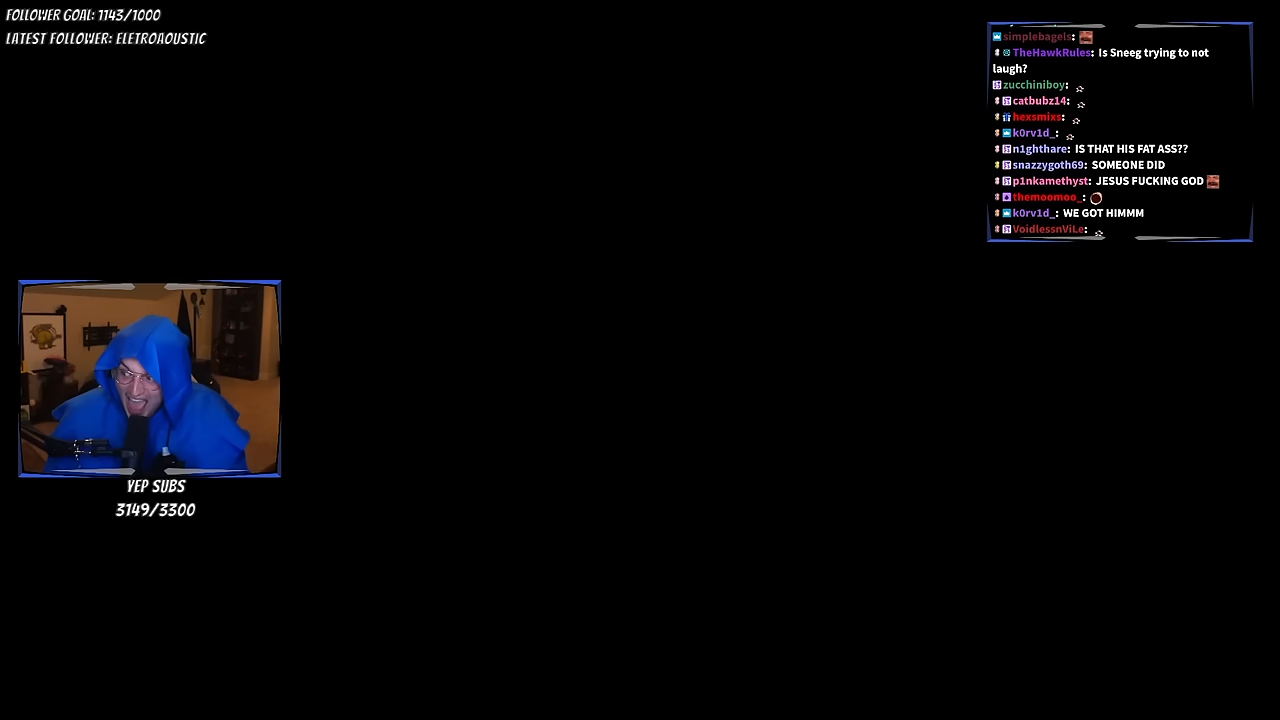 FOLLOWER GOAL: 1143/1000
LATEST FOLLOWER: ELETROAOUSTIC
simplebagels:
TheHawkRules: Is Sneeg trying to not
laugh?
zucchiniboy:
catbubz14:
hexsmixs:
k0rv1d_:
n1ghthare: IS THAT HIS FAT ASS??
snazzygoth69: SOMEONE DID
p1nkamethyst: JESUS FUCKING GOD
themoomoo_:
k0rv1d_: WE GOT HIMMM
VoidlessnViLe:
YEP SUBS
3149/3300